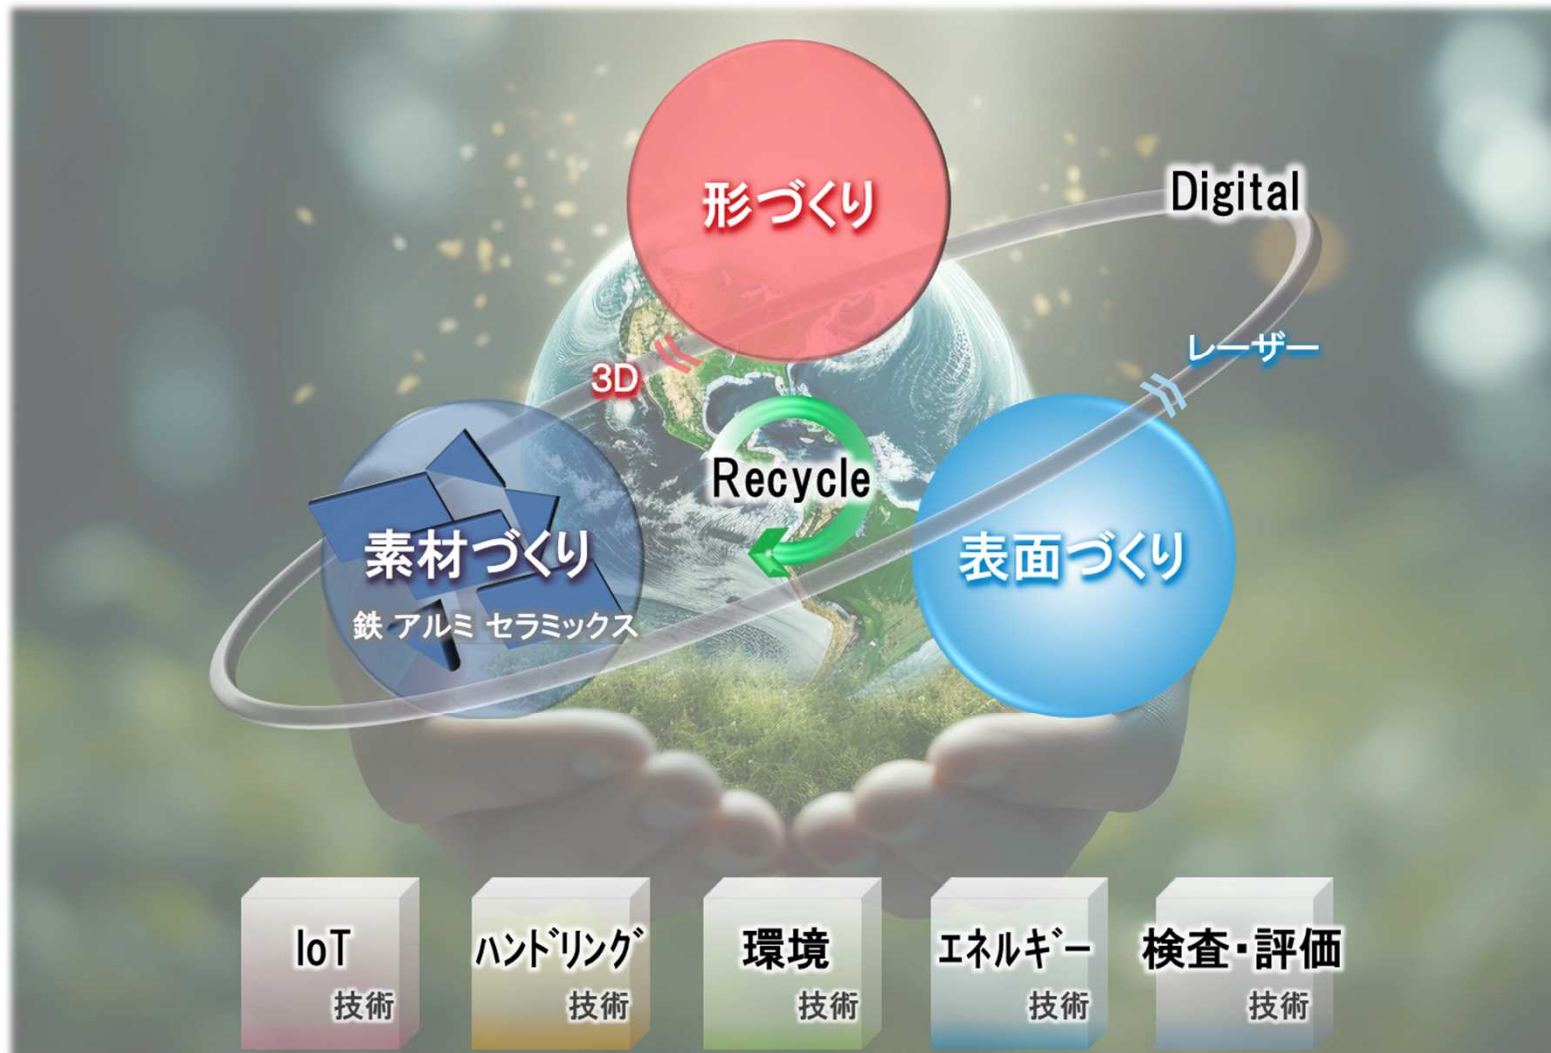 形づくり
Digital
レーザー
3D
Recycle
素材づくり
鉄 アルミ セラミックス
表面づくり
IoT
技術
ハンドリング
技術
環境
技術
エネルギー
技術
検査・評価
技術